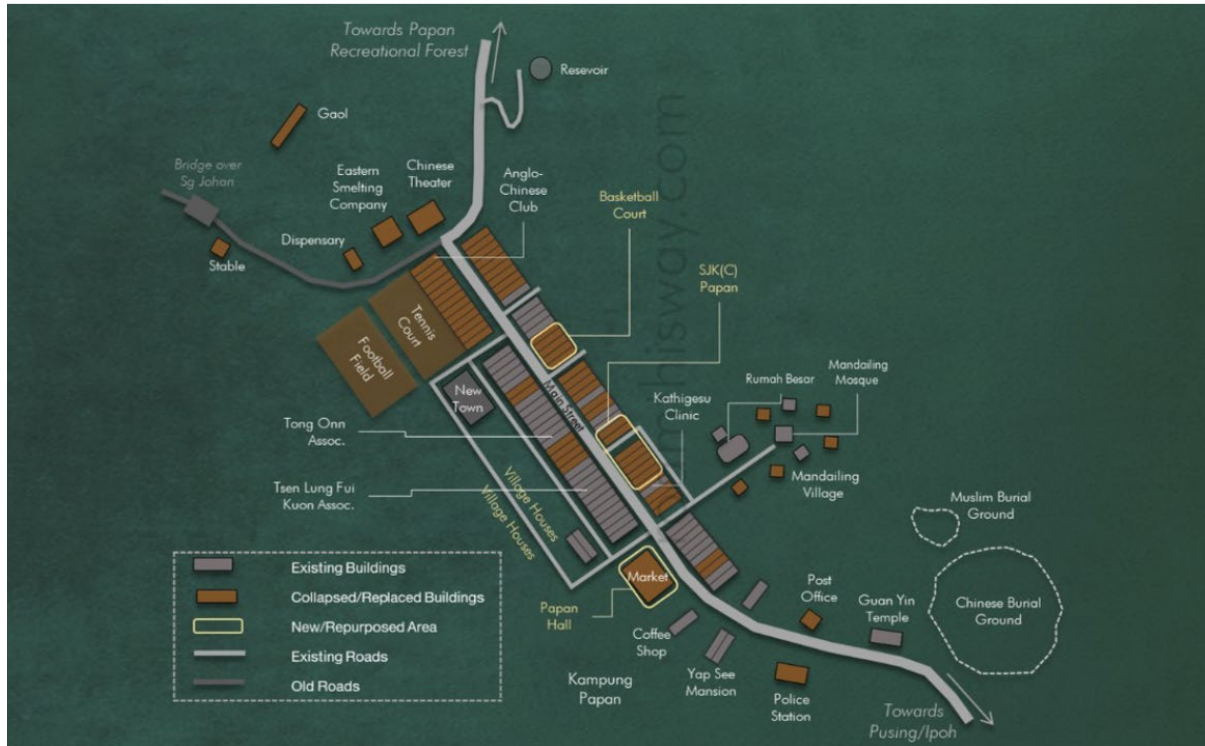 Towards Papan
Recreational Forest
Resevoir
Gaol
Bridge over
Sg Johan
Eastern
Smelting
Company
Chinese
Theater
Anglo-
Chinese
Club
Basketball
Court
Dispensary
Stable
SJK(C)
Papan
Tennis
Court
Football
Field
New
Town
Main Street
Kathigesu
Clinic
Rumah Besar
Mandailing
Mosque
Tong Onn
Assoc.
Mandailing
Village
Tsen Lung Fui
Kuon Assoc.
Village Houses
Village Houses
Muslim Burial
Ground
Existing Buildings
Collapsed/Replaced Buildings
New/Repurposed Area
Existing Roads
Old Roads
Market
Papan
Hall
Post
Office
Guan Yin
Temple
Chinese Burial
Ground
Coffee
Shop
Yap See
Mansion
Kampung
Papan
Police
Station
Towards
Pusing/Ipoh